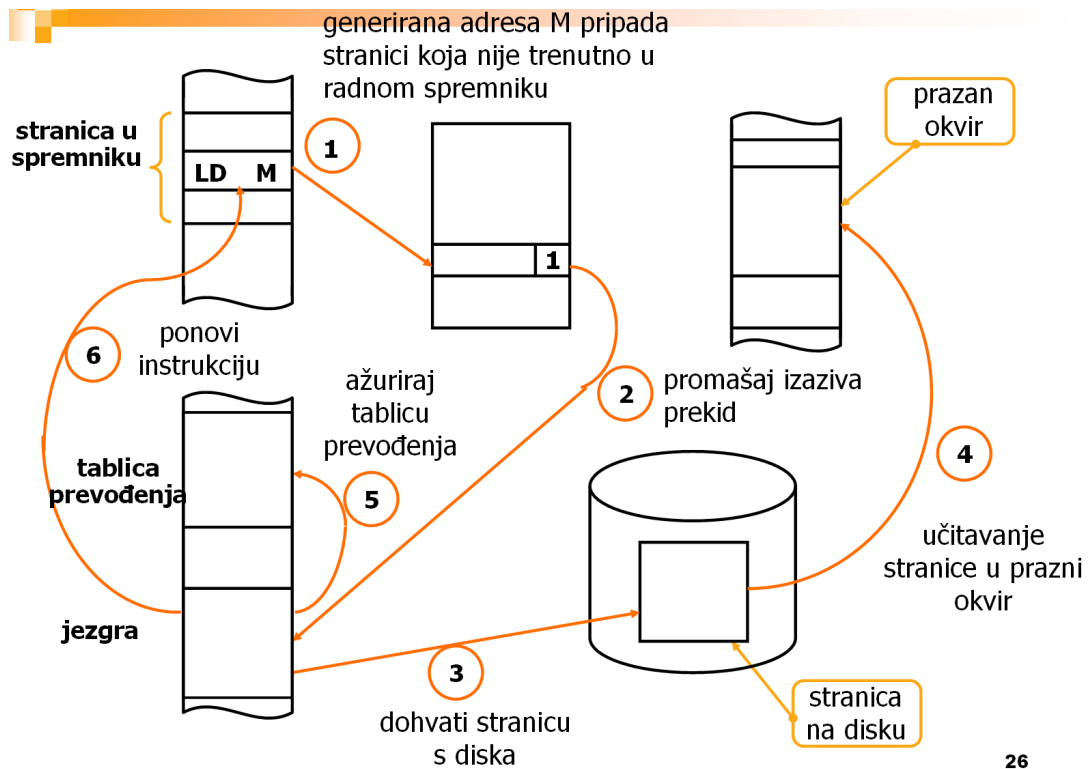 generirana adresa M pripada
stranici koja nije trenutno u
radnom spremniku
prazan
okvir
stranica u
spremniku
1
LD M
1
ponovi
instrukciju
6
ažuriraj
tablicu
prevođenja
2
promašaj izaziva
prekid
4
tablica
prevođenja
5
učitavanje
stranice u prazni
okvir
jezgra
3
dohvati stranicu
s diska
stranica
na disku
26